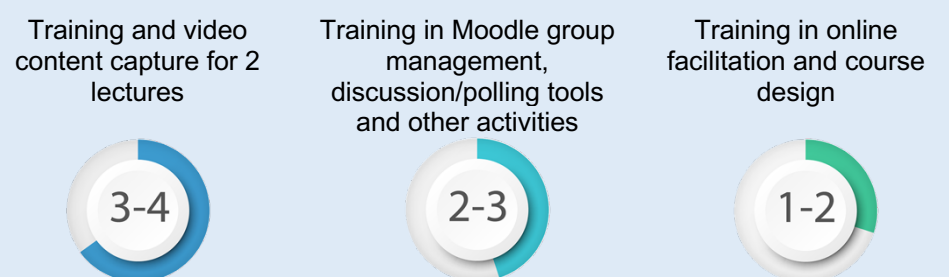 Training and video
content capture for 2
lectures
3-4
Training in Moodle group
management,
discussion/polling tools
and other activities
2-3
Training in online
facilitation and course
design
1-2